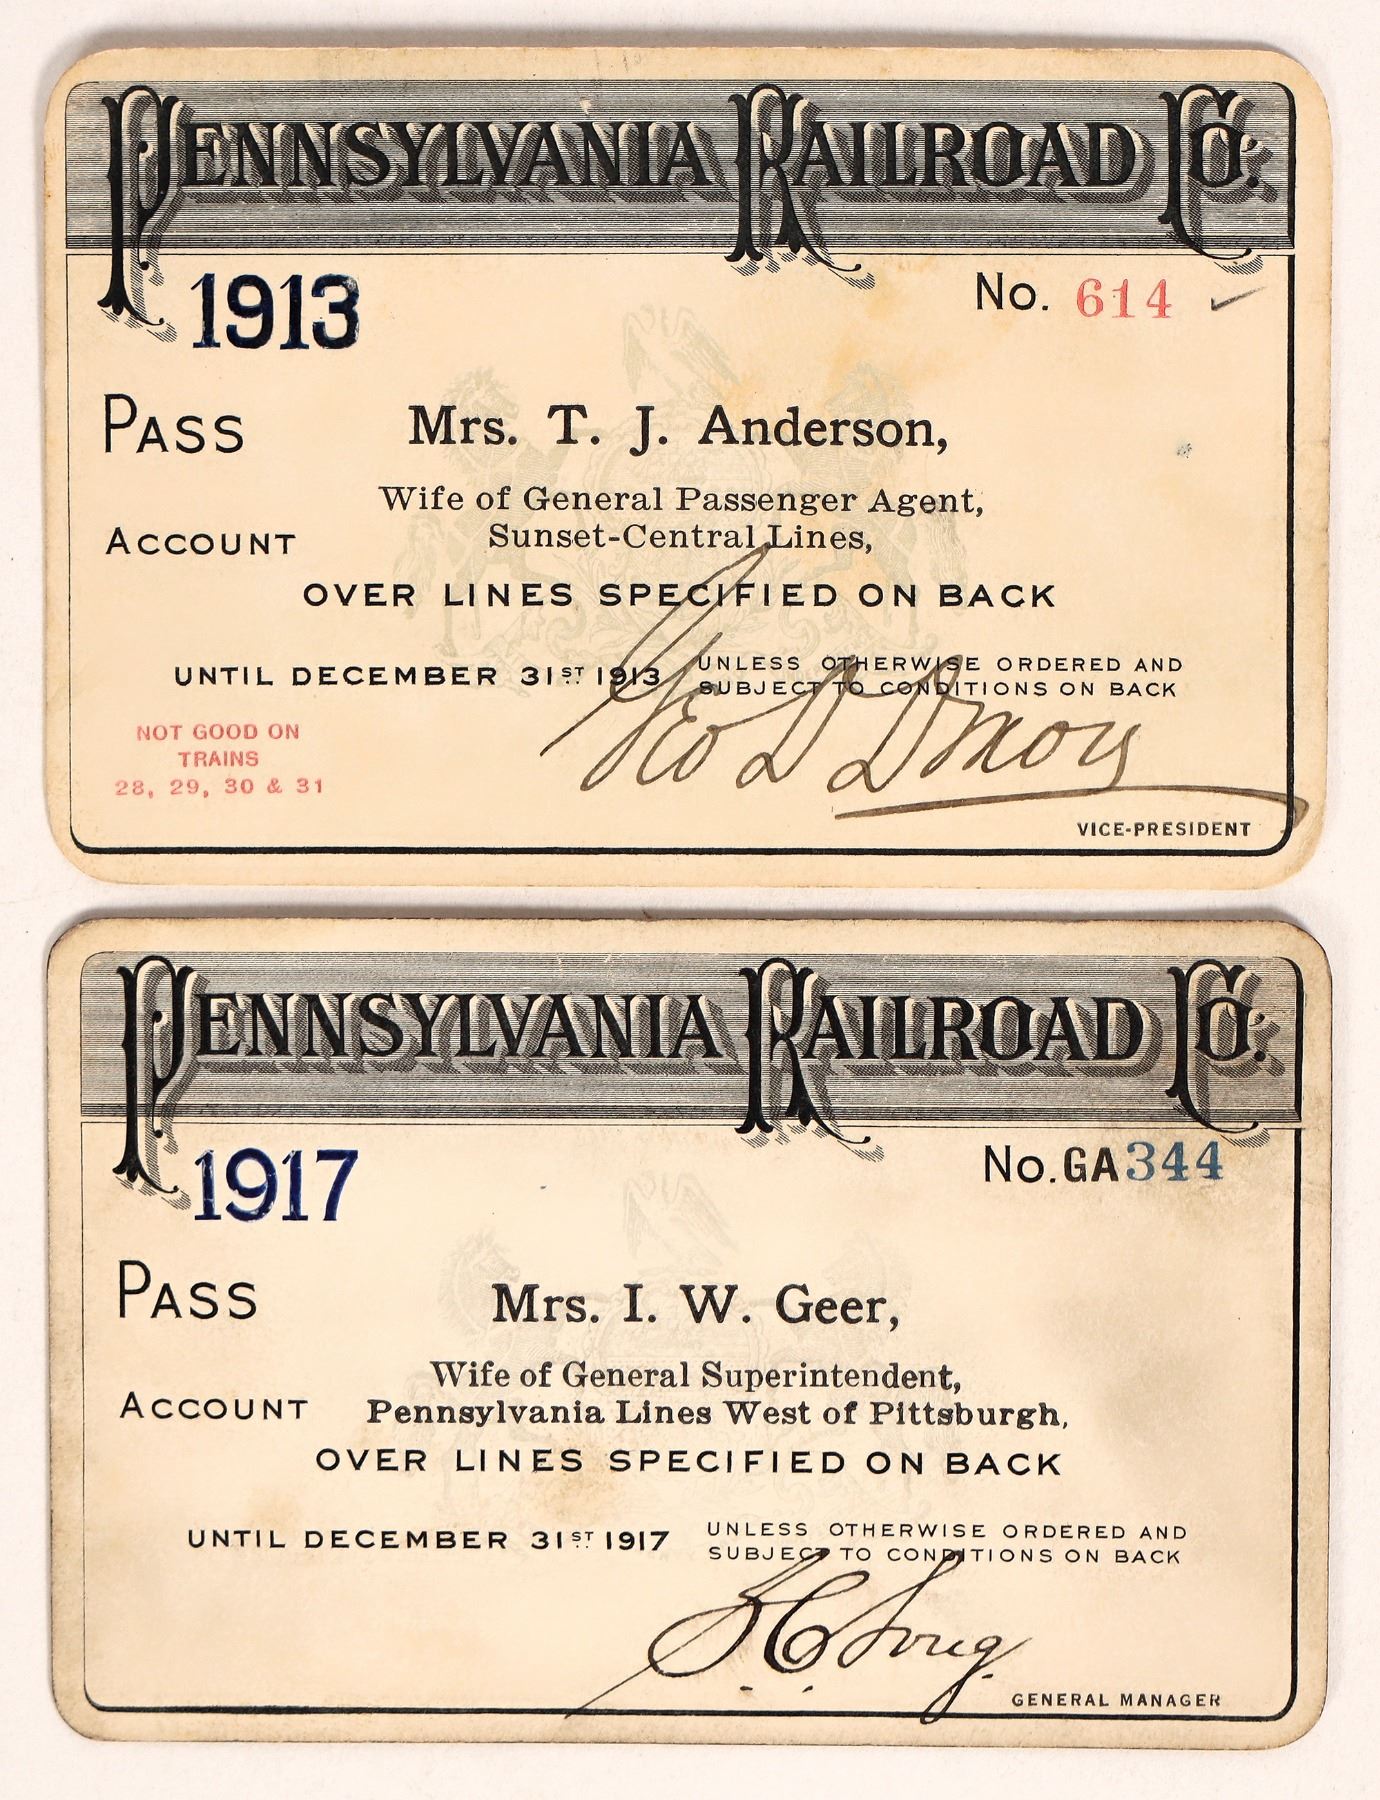 PENNSYLVANIA RAILROAD CO.
1913 No. 614
PASS Mrs. T. J. Anderson,
Wife of General Passenger Agent,
ACCOUNT Sunset-Central Lines,
OVER LINES SPECIFIED ON BACK
UNTIL DECEMBER 31ST 1913 UNLESS OTHERWISE ORDERED AND
SUBJECT TO CONDITIONS ON BACK
NOT GOOD ON
TRAINS
28, 29, 30 & 31
Geo D Dixon
VICE-PRESIDENT
PENNSYLVANIA RAILROAD CO.
1917 No. GA344
PASS Mrs. I. W. Geer,
Wife of General Superintendent,
ACCOUNT Pennsylvania Lines West of Pittsburgh,
OVER LINES SPECIFIED ON BACK
UNTIL DECEMBER 31ST 1917 UNLESS OTHERWISE ORDERED AND
SUBJECT TO CONDITIONS ON BACK
S. C. Long
GENERAL MANAGER